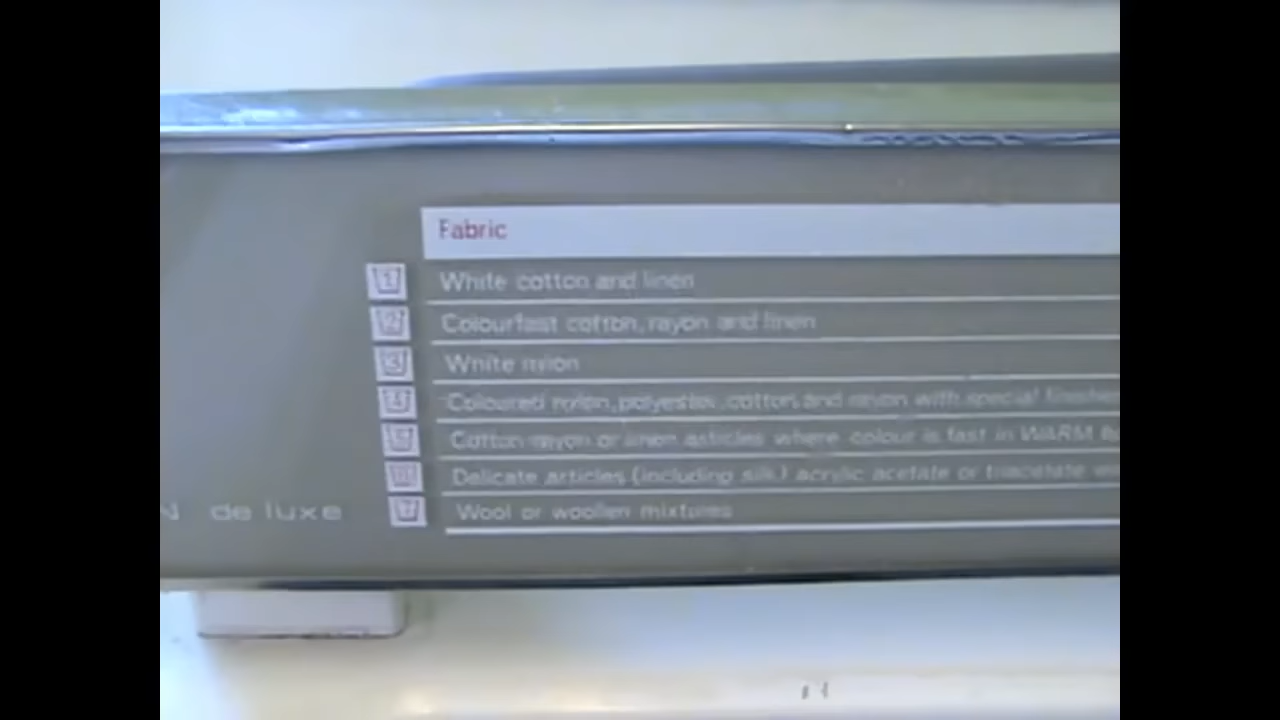 Fabric
1 White cotton and linen
2 Colourfast cotton, rayon and linen
3 White nylon
4 Coloured nylon, polyester, cotton and rayon with special finishes
5 Cotton rayon or linen articles where colour is fast in WARM
Delicate articles (including silk) acrylic acetate or triacetate
7 Wool or woollen mixtures
N de luxe